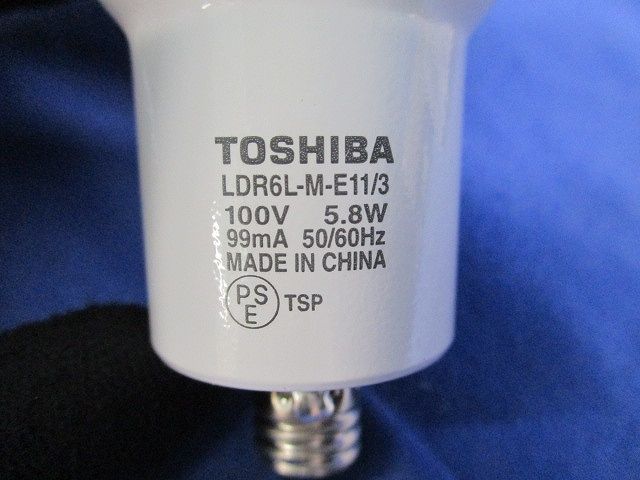 TOSHIBA
LDR6L-M-E11/3
100V 5.8W
99mA 50/60Hz
MADE IN CHINA
PSE TSP